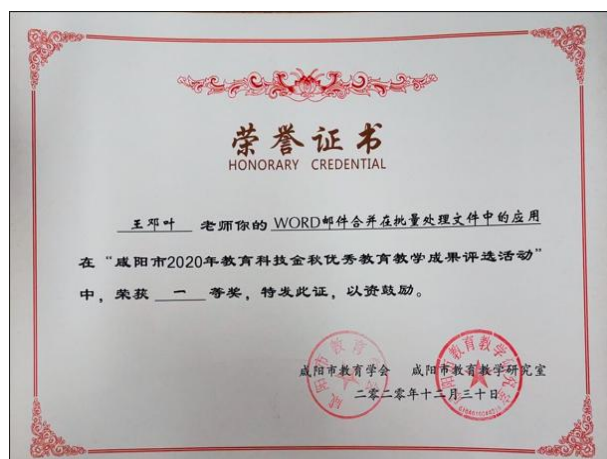 荣誉证书
HONORARY CREDENTIAL
王邓叶 老师你的 WORD邮件合并在批量处理文件中的应用
在“咸阳市2020年教育科技金秋优秀教育教学成果评选活动”
中，荣获 一 等奖，特发此证，以资鼓励。
咸阳市教育学会 咸阳市教育教学研究室
二零二零年十二月三十日